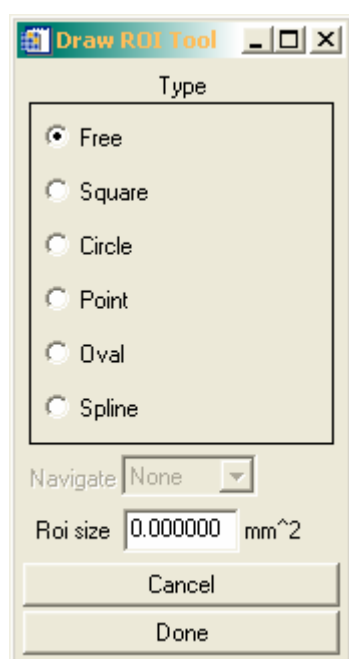 Draw ROI Tool
Type
Free
Square
Circle
Point
Oval
Spline
Navigate None
Roi size 0.000000 mm^2
Cancel
Done